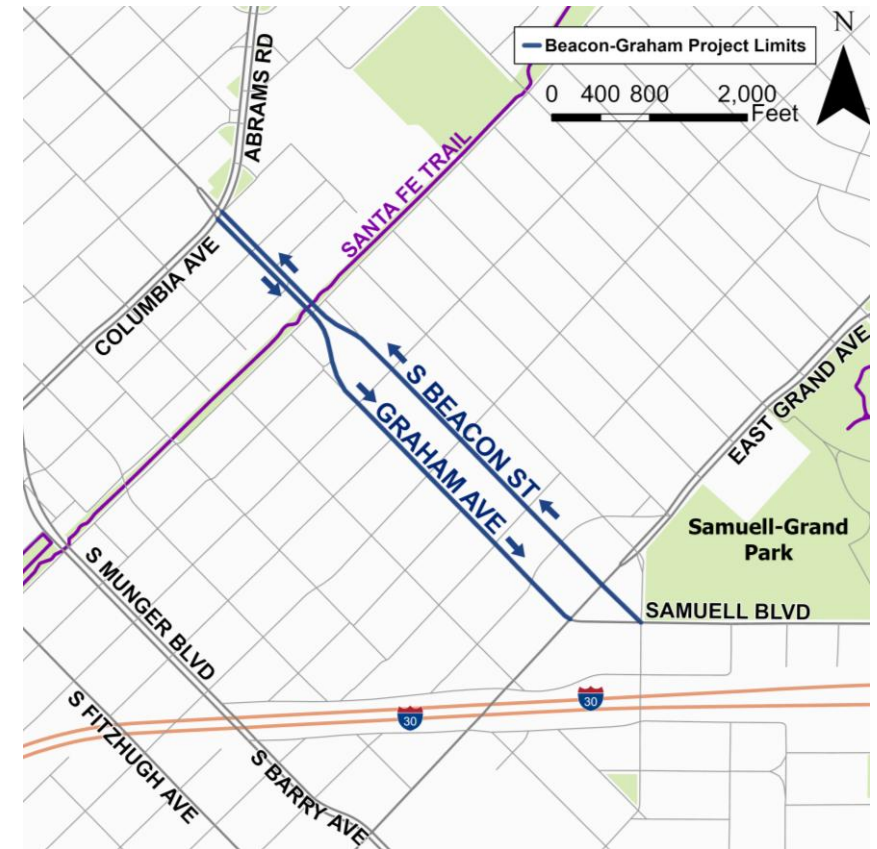 N
Beacon-Graham Project Limits
0 400 800 2,000
Feet
ABRAMS RD
SANTA FE TRAIL
COLUMBIA AVE
S BEACON ST
EAST GRAND AVE
GRAHAM AVE
Samuell-Grand
Park
S MUNGER BLVD
SAMUELL BLVD
30
30
S FITZHUGH AVE
S BARRY AVE